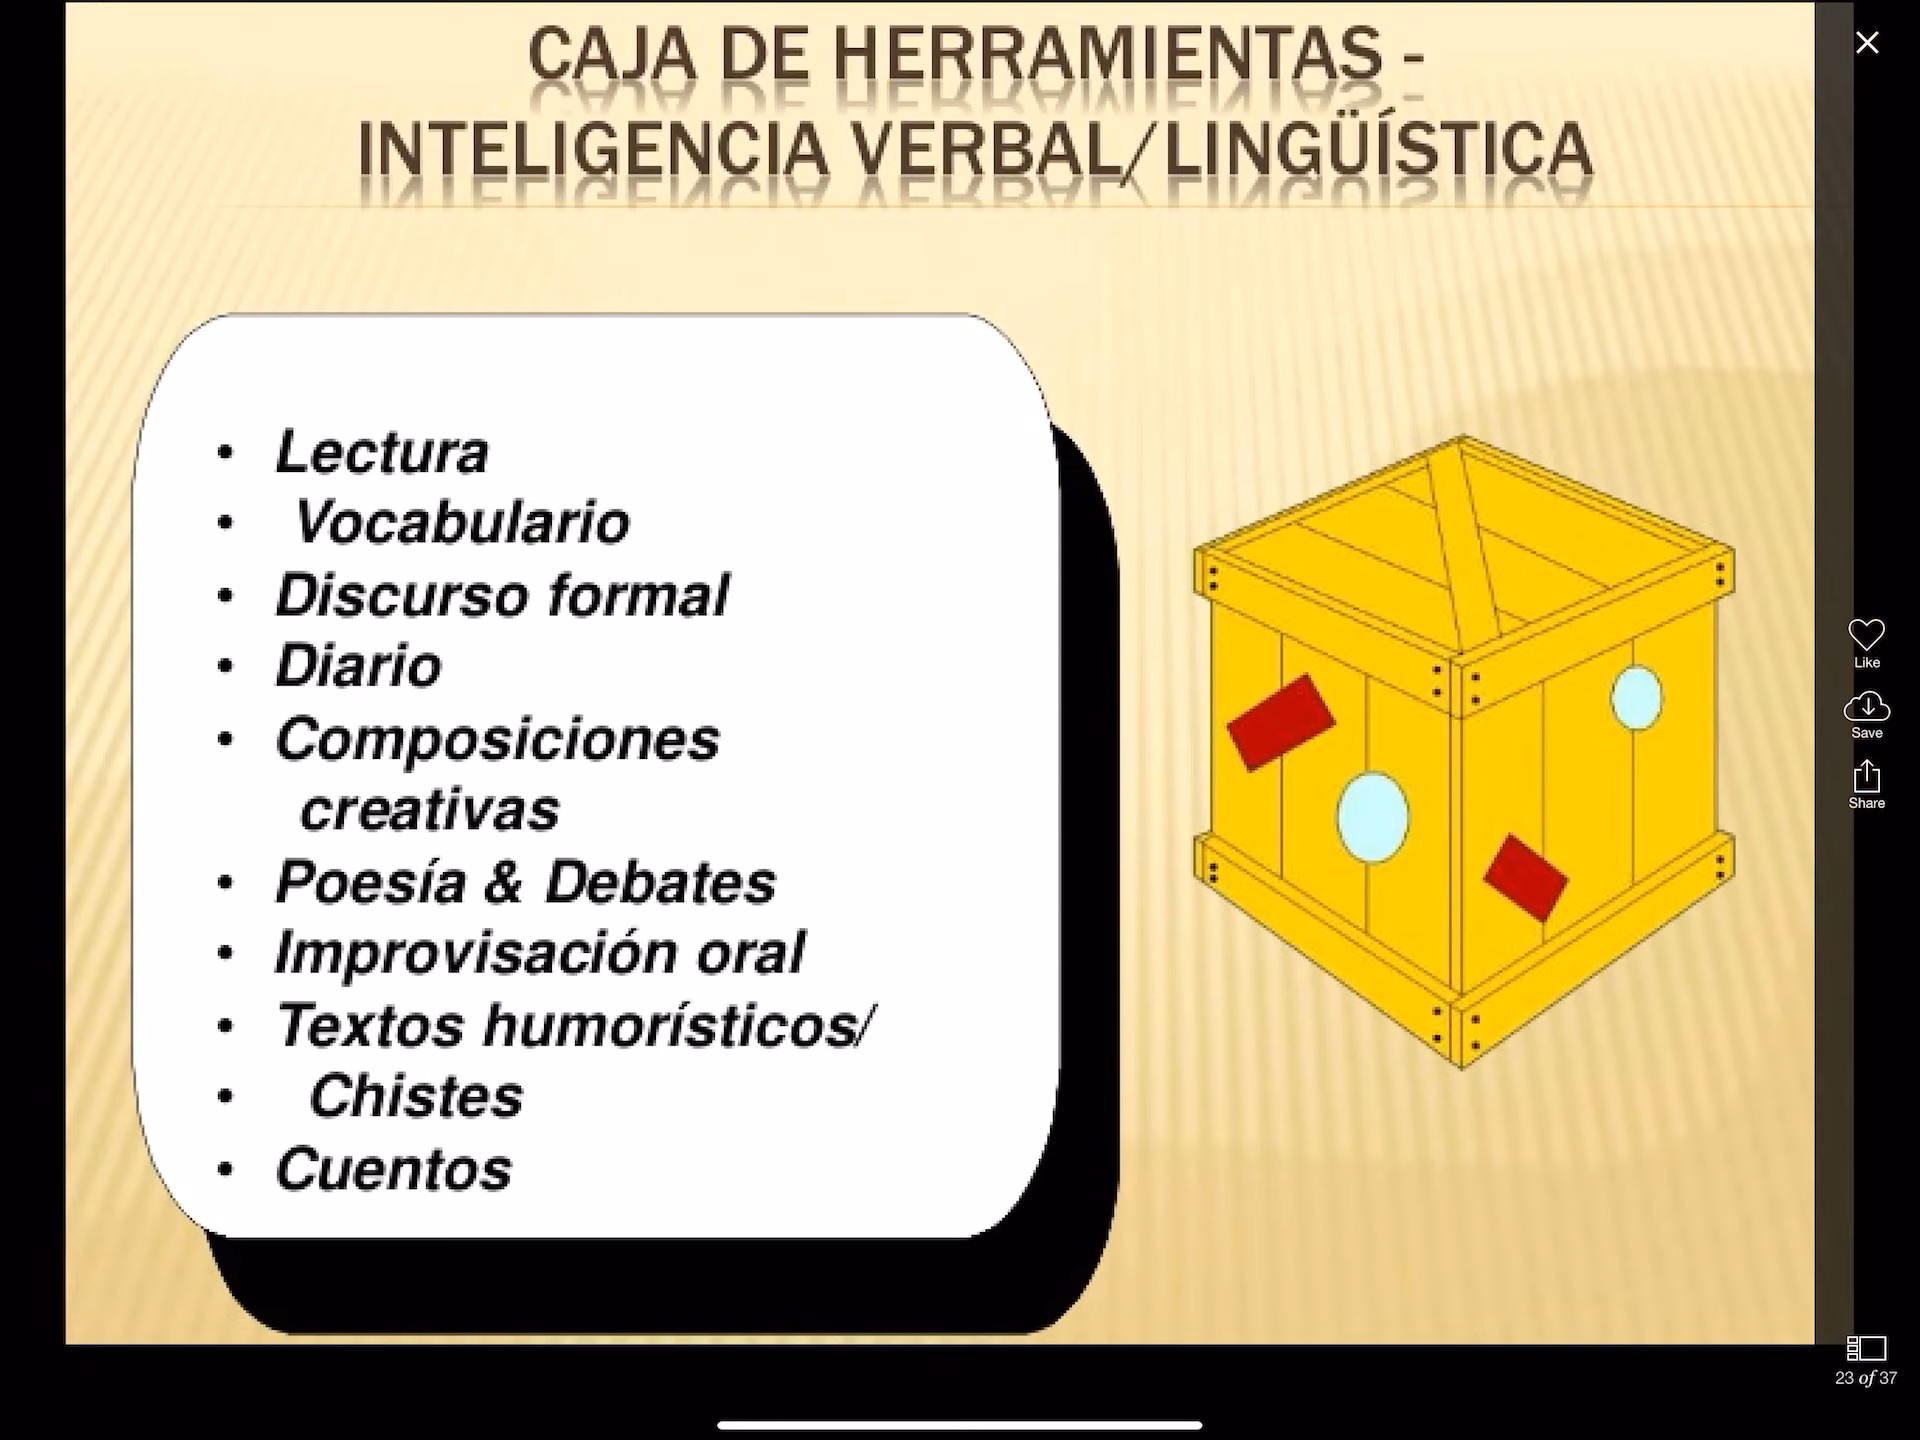 CAJA DE HERRAMIENTAS -
INTELIGENCIA VERBAL/LINGÜÍSTICA
• Lectura
• Vocabulario
• Discurso formal
• Diario
• Composiciones
creativas
• Poesía & Debates
• Improvisación oral
• Textos humorísticos/
• Chistes
• Cuentos
Like
Save
Share
23 of 37